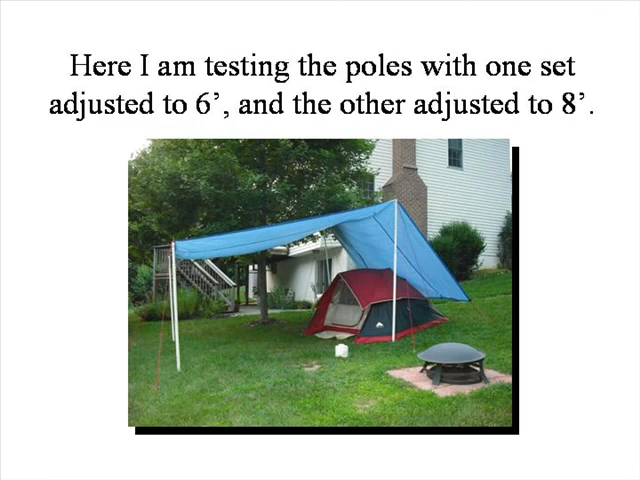 Here I am testing the poles with one set
adjusted to 6’, and the other adjusted to 8’.